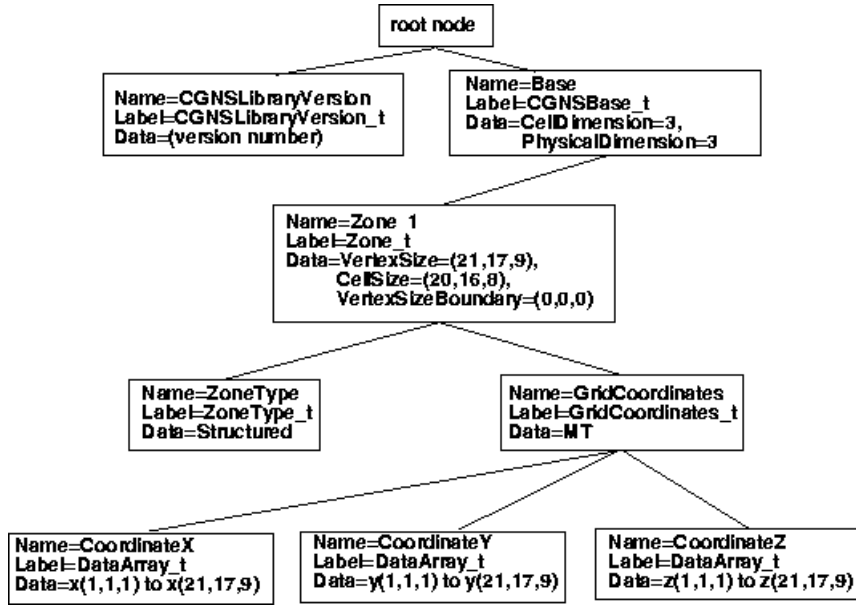 root node
Name=CGNSLibraryVersion
Label=CGNSLibraryVersion_t
Data=(version number)
Name=Base
Label=CGNSBase_t
Data=CellDimension=3,
PhysicalDimension=3
Name=Zone_1
Label=Zone_t
Data=VertexSize=(21,17,9),
CellSize=(20,16,8),
VertexSizeBoundary=(0,0,0)
Name=ZoneType
Label=ZoneType_t
Data=Structured
Name=GridCoordinates
Label=GridCoordinates_t
Data=MT
Name=CoordinateX
Label=DataArray_t
Data=x(1,1,1) to x(21,17,9)
Name=CoordinateY
Label=DataArray_t
Data=y(1,1,1) to y(21,17,9)
Name=CoordinateZ
Label=DataArray_t
Data=z(1,1,1) to z(21,17,9)